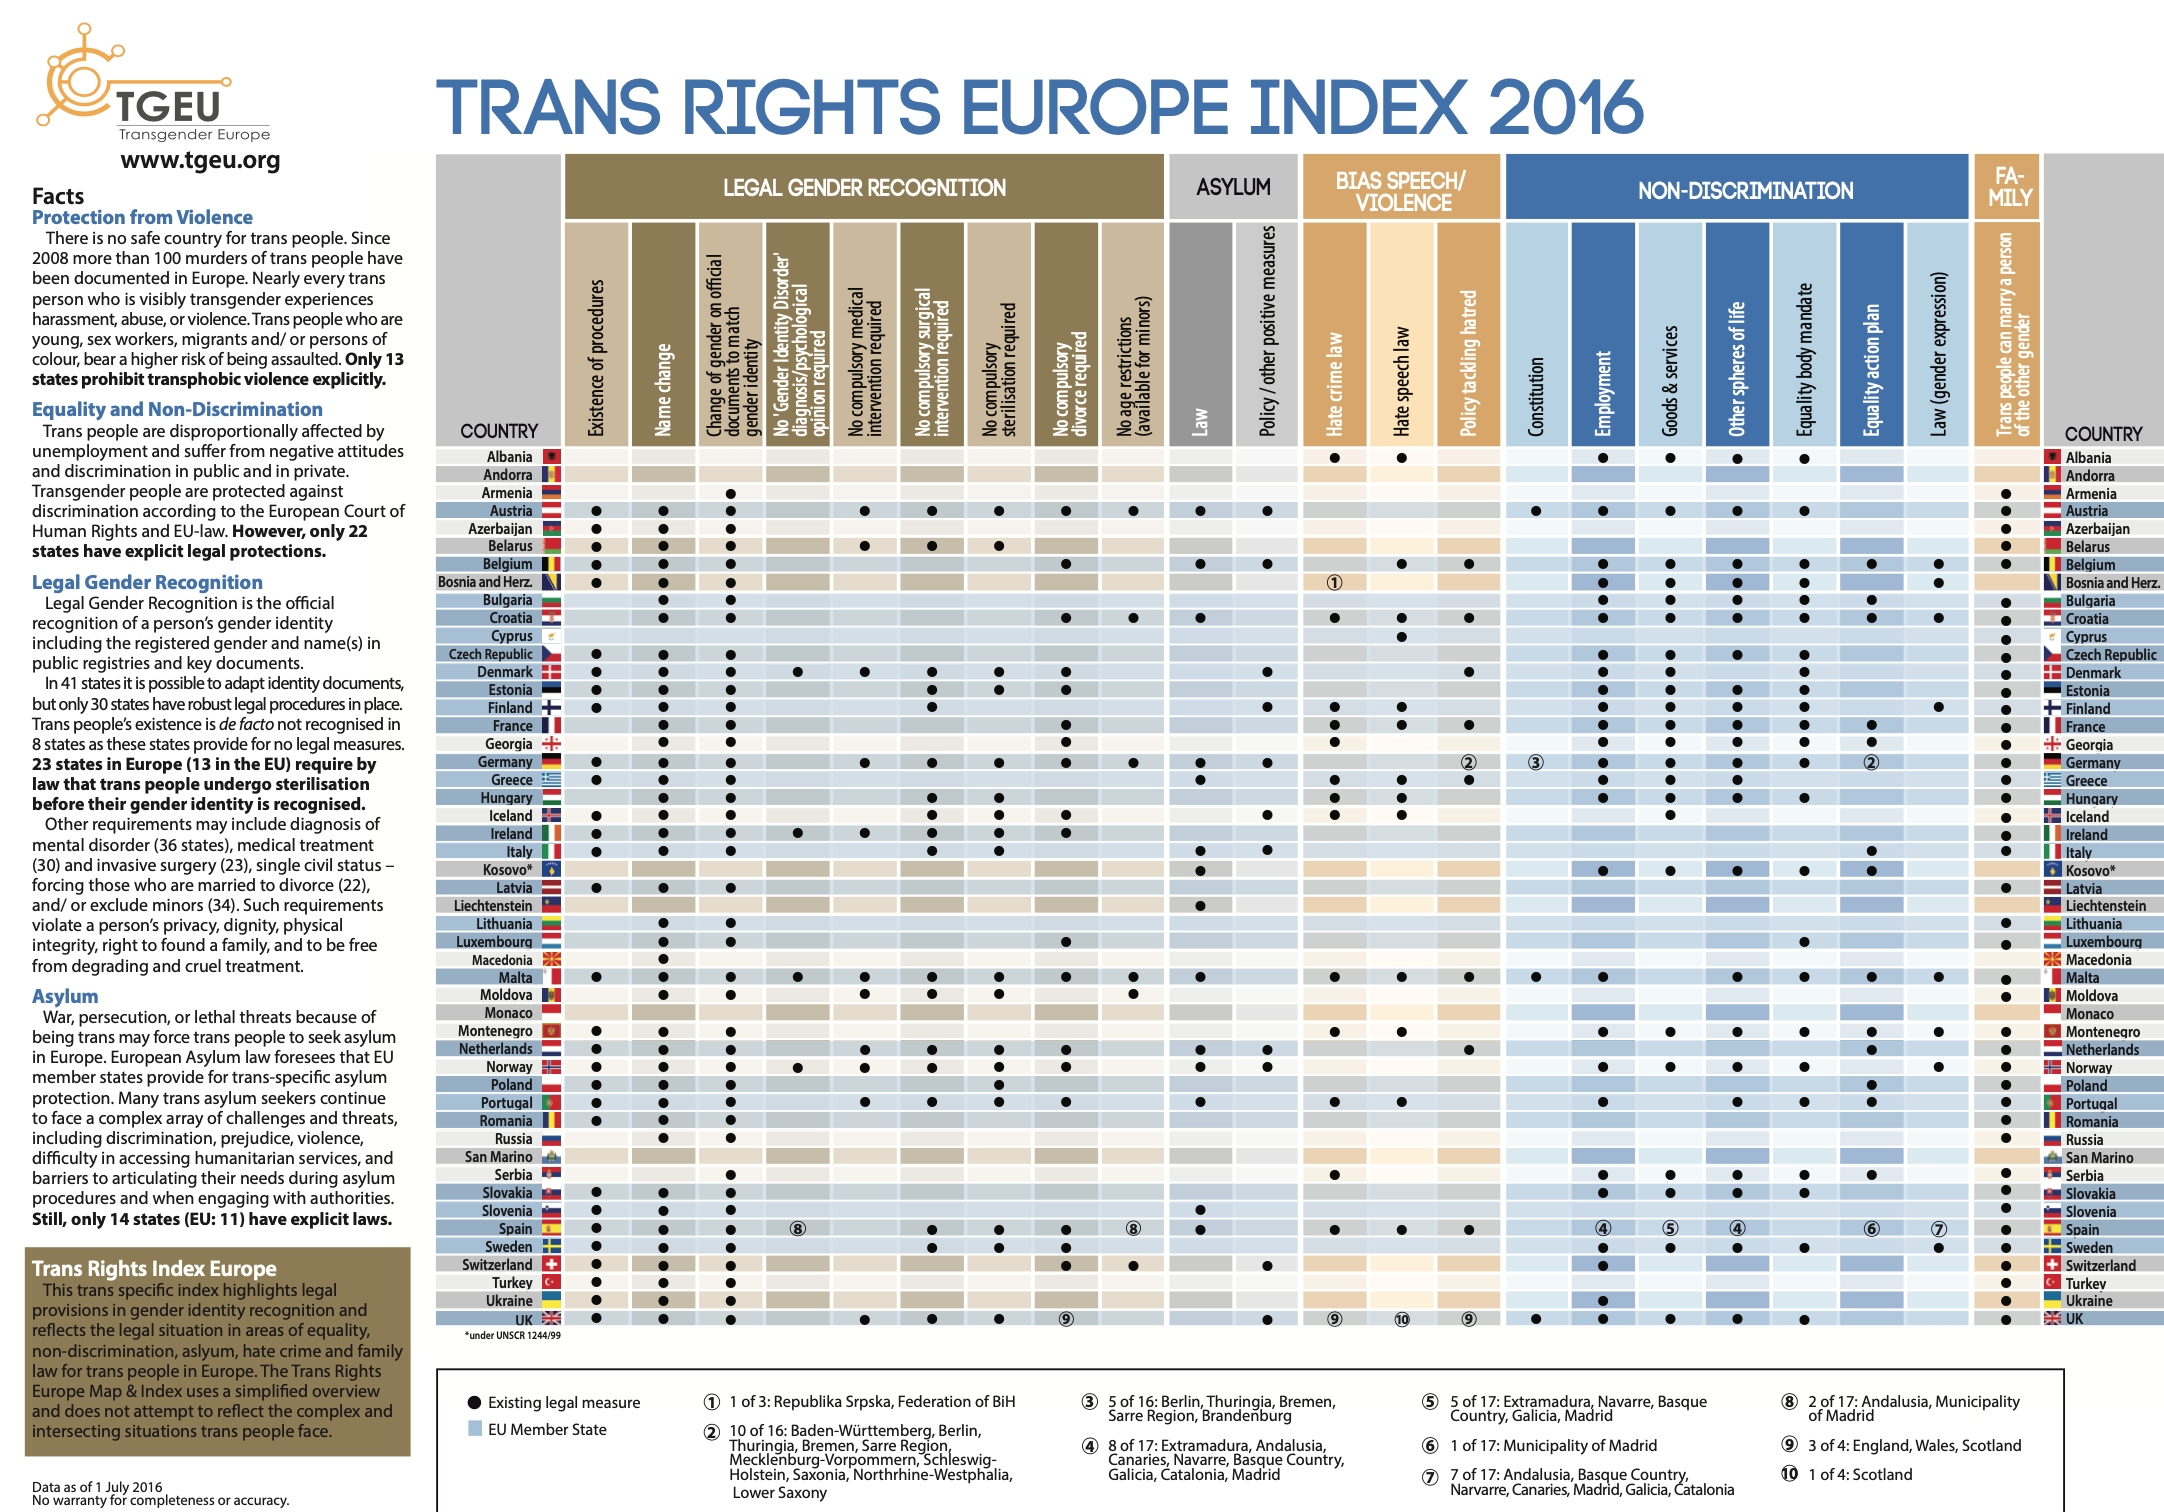 TGEU
Transgender Europe
www.tgeu.org
Facts
Protection from Violence
There is no safe country for trans people. Since
2008 more than 100 murders of trans people have
been documented in Europe. Nearly every trans
person who is visibly transgender experiences
harassment, abuse, or violence. Trans people who are
young, sex workers, migrants and/ or persons of
colour, bear a higher risk of being assaulted. Only 13
states prohibit transphobic violence explicitly.
Equality and Non-Discrimination
Trans people are disproportionally affected by
unemployment and suffer from negative attitudes
and discrimination in public and in private.
Transgender people are protected against
discrimination according to the European Court of
Human Rights and EU-law. However, only 22
states have explicit legal protections.
Legal Gender Recognition
Legal Gender Recognition is the official
recognition of a person's gender identity
including the registered gender and name(s) in
public registries and key documents.
In 41 states it is possible to adapt identity documents,
but only 30 states have robust legal procedures in place.
Trans people's existence is de facto not recognised in
8 states as these states provide for no legal measures.
23 states in Europe (13 in the EU) require by
law that trans people undergo sterilisation
before their gender identity is recognised.
Other requirements may include diagnosis of
mental disorder (36 states), medical treatment
(30) and invasive surgery (23), single civil status –
forcing those who are married to divorce (22),
and/ or exclude minors (34). Such requirements
violate a person's privacy, dignity, physical
integrity, right to found a family, and to be free
from degrading and cruel treatment.
Asylum
War, persecution, or lethal threats because of
being trans may force trans people to seek asylum
in Europe. European Asylum law foresees that EU
member states provide for trans-specific asylum
protection. Many trans asylum seekers continue
to face a complex array of challenges and threats,
including discrimination, prejudice, violence,
difficulty in accessing humanitarian services, and
barriers to articulating their needs during asylum
procedures and when engaging with authorities.
Still, only 14 states (EU: 11) have explicit laws.
Trans Rights Index Europe
This trans specific index highlights legal
provisions in gender identity recognition and
reflects the legal situation in areas of equality,
non-discrimination, aslyum, hate crime and family
law for trans people in Europe. The Trans Rights
Europe Map & Index uses a simplified overview
and does not attempt to reflect the complex and
intersecting situations trans people face.
Data as of 1 July 2016
No warranty for completeness or accuracy.
TRANS RIGHTS EUROPE INDEX 2016
LEGAL GENDER RECOGNITION
ASYLUM
BIAS SPEECH/
VIOLENCE
NON-DISCRIMINATION
FA-
MILY
COUNTRY
Existence of procedures
Name change
Change of gender on official
documents to match
gender identity
No 'Gender Identity Disorder'
diagnosis/psychological
opinion required
No compulsory medical
intervention required
No compulsory surgical
intervention required
No compulsory
sterilisation required
No compulsory
divorce required
No age restrictions
(available for minors)
Law
Policy / other positive measures
Hate crime law
Hate speech law
Policy tackling hatred
Constitution
Employment
Goods & services
Other spheres of life
Equality body mandate
Equality action plan
Law (gender expression)
Trans people can marry a person
of the other gender
COUNTRY
Albania Albania
Andorra Andorra
Armenia Armenia
Austria Austria
Azerbaijan Azerbaijan
Belarus Belarus
Belgium Belgium
Bosnia and Herz. 1 Bosnia and Herz.
Bulgaria Bulgaria
Croatia Croatia
Cyprus Cyprus
Czech Republic Czech Republic
Denmark Denmark
Estonia Estonia
Finland Finland
France France
Georgia Georgia
Germany 2 3 2 Germany
Greece Greece
Hungary Hungary
Iceland Iceland
Ireland Ireland
Italy Italy
Kosovo* Kosovo*
Latvia Latvia
Liechtenstein Liechtenstein
Lithuania Lithuania
Luxembourg Luxembourg
Macedonia Macedonia
Malta Malta
Moldova Moldova
Monaco Monaco
Montenegro Montenegro
Netherlands Netherlands
Norway Norway
Poland Poland
Portugal Portugal
Romania Romania
Russia Russia
San Marino San Marino
Serbia Serbia
Slovakia Slovakia
Slovenia Slovenia
Spain 8 8 4 5 4 6 7 Spain
Sweden Sweden
Switzerland Switzerland
Turkey Turkey
Ukraine Ukraine
UK 9 9 10 9 UK
*under UNSCR 1244/99
Existing legal measure
EU Member State
1 1 of 3: Republika Srpska, Federation of BiH
2 10 of 16: Baden-Württemberg, Berlin,
Thuringia, Bremen, Sarre Region,
Mecklenburg-Vorpommern, Schleswig-
Holstein, Saxonia, Northrhine-Westphalia,
Lower Saxony
3 5 of 16: Berlin, Thuringia, Bremen,
Sarre Region, Brandenburg
4 8 of 17: Extramadura, Andalusia,
Canaries, Navarre, Basque Country,
Galicia, Catalonia, Madrid
5 5 of 17: Extramadura, Navarre, Basque
Country, Galicia, Madrid
6 1 of 17: Municipality of Madrid
7 7 of 17: Andalusia, Basque Country,
Narvarre, Canaries, Madrid, Galicia, Catalonia
8 2 of 17: Andalusia, Municipality
of Madrid
9 3 of 4: England, Wales, Scotland
10 1 of 4: Scotland